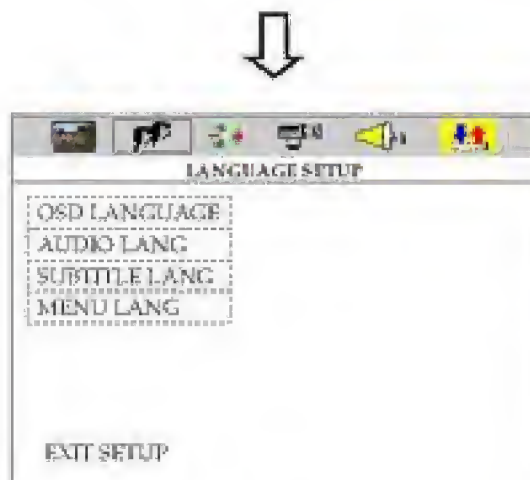 LANGUAGE SETUP
OSD LANGUAGE
AUDIO LANG
SUBTITLE LANG
MENU LANG
EXIT SETUP